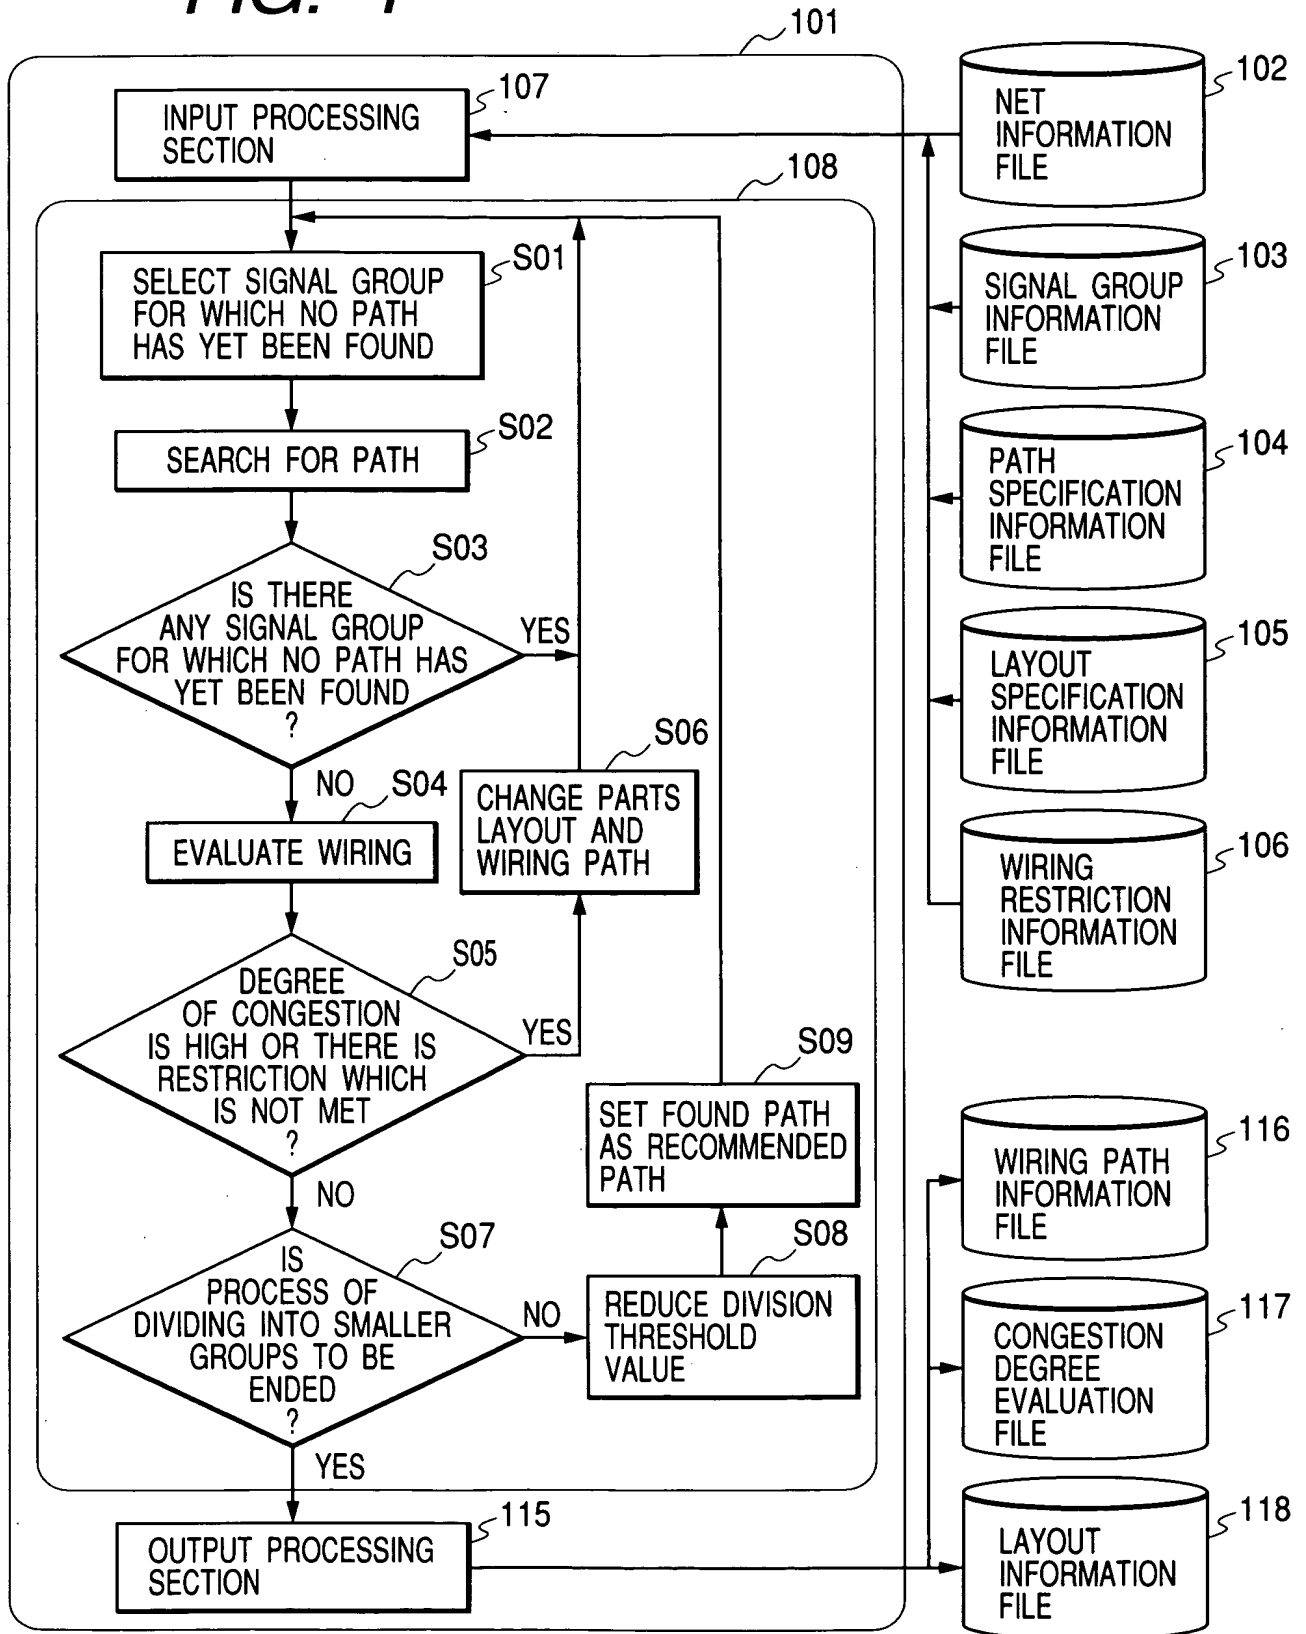 FIG. 1
101
107
INPUT PROCESSING
SECTION
102
NET
INFORMATION
FILE
108
S01
SELECT SIGNAL GROUP
FOR WHICH NO PATH
HAS YET BEEN FOUND
103
SIGNAL GROUP
INFORMATION
FILE
S02
SEARCH FOR PATH
104
PATH
SPECIFICATION
INFORMATION
FILE
S03
IS THERE
ANY SIGNAL GROUP
FOR WHICH NO PATH HAS
YET BEEN FOUND
?
YES
NO
105
LAYOUT
SPECIFICATION
INFORMATION
FILE
S04
EVALUATE WIRING
S06
CHANGE PARTS
LAYOUT AND
WIRING PATH
106
WIRING
RESTRICTION
INFORMATION
FILE
S05
DEGREE
OF CONGESTION
IS HIGH OR THERE IS
RESTRICTION WHICH
IS NOT MET
?
YES
NO
S09
SET FOUND PATH
AS RECOMMENDED
PATH
116
WIRING PATH
INFORMATION
FILE
S07
IS
PROCESS OF
DIVIDING INTO SMALLER
GROUPS TO BE
ENDED
?
NO
YES
S08
REDUCE DIVISION
THRESHOLD
VALUE
117
CONGESTION
DEGREE
EVALUATION
FILE
115
OUTPUT PROCESSING
SECTION
118
LAYOUT
INFORMATION
FILE